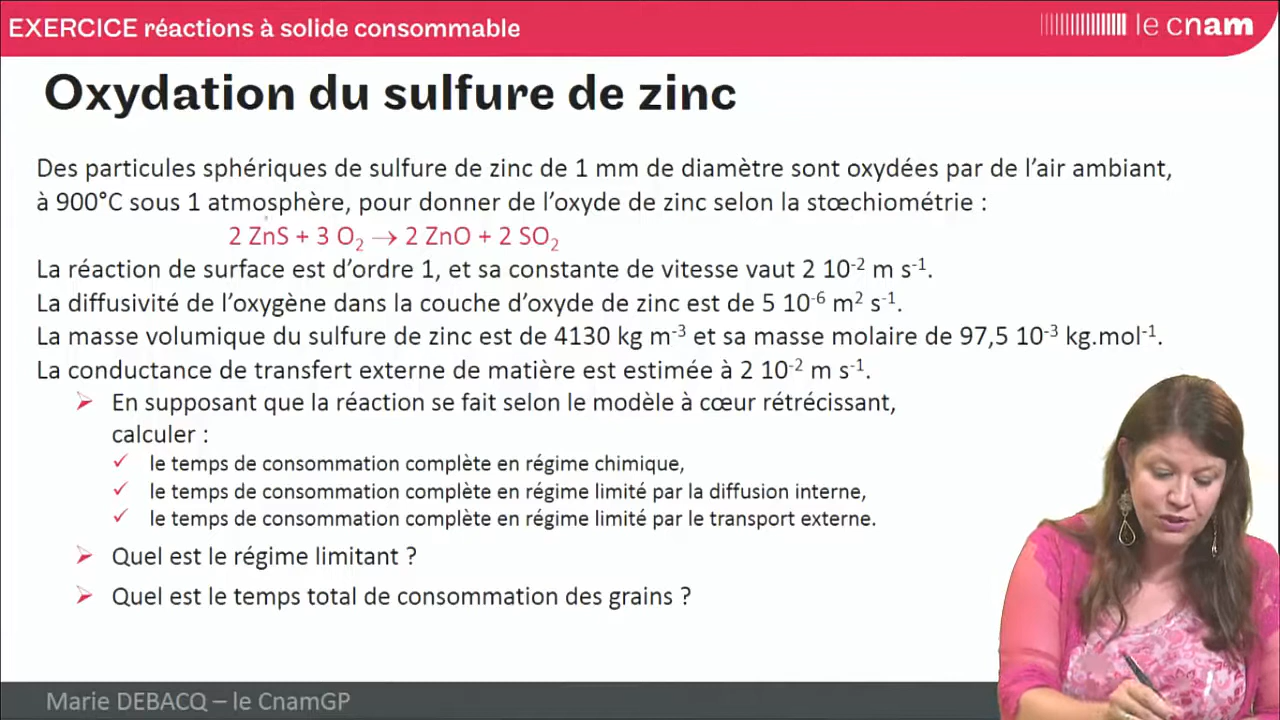 EXERCICE réactions à solide consommable
le cnam
Oxydation du sulfure de zinc
Des particules sphériques de sulfure de zinc de 1 mm de diamètre sont oxydées par de l’air ambiant,
à 900°C sous 1 atmosphère, pour donner de l’oxyde de zinc selon la stœchiométrie :
2 ZnS + 3 O₂ → 2 ZnO + 2 SO₂
La réaction de surface est d’ordre 1, et sa constante de vitesse vaut 2 10⁻² m s⁻¹.
La diffusivité de l’oxygène dans la couche d’oxyde de zinc est de 5 10⁻⁶ m² s⁻¹.
La masse volumique du sulfure de zinc est de 4130 kg m⁻³ et sa masse molaire de 97,5 10⁻³ kg.mol⁻¹.
La conductance de transfert externe de matière est estimée à 2 10⁻² m s⁻¹.
➢ En supposant que la réaction se fait selon le modèle à cœur rétrécissant,
calculer :
✓ le temps de consommation complète en régime chimique,
✓ le temps de consommation complète en régime limité par la diffusion interne,
✓ le temps de consommation complète en régime limité par le transport externe.
➢ Quel est le régime limitant ?
➢ Quel est le temps total de consommation des grains ?
Marie DEBACQ – le CnamGP